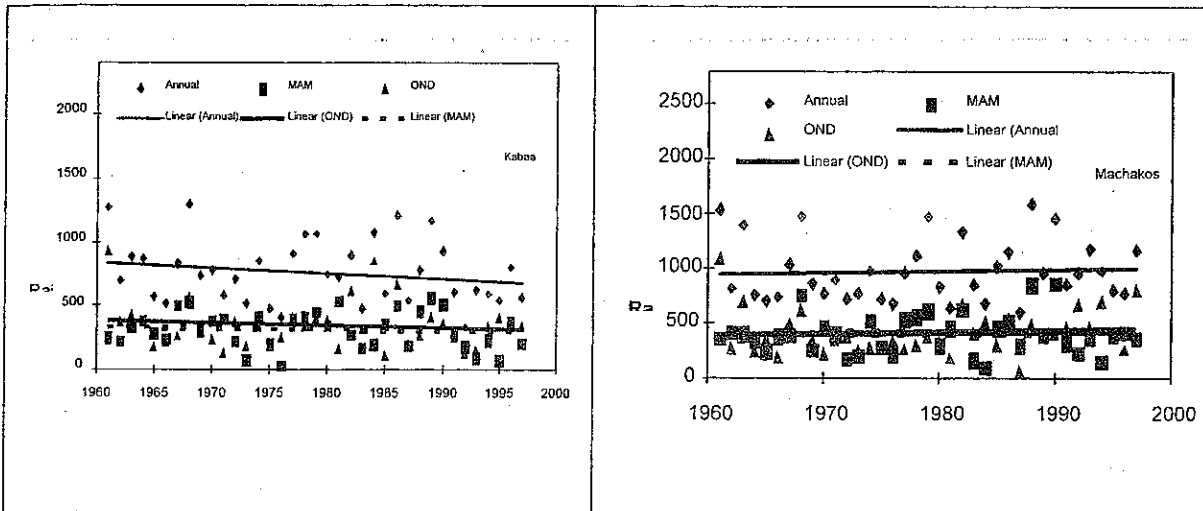 Annual MAM OND
Linear (Annual) Linear (OND) Linear (MAM)
2000
1500
1000
500
0
1960 1965 1970 1975 1980 1985 1990 1995 2000
Annual MAM
OND Linear (Annual
Linear (OND) Linear (MAM)
Machakos
2500
2000
1500
1000
500
0
1960 1970 1980 1990 2000